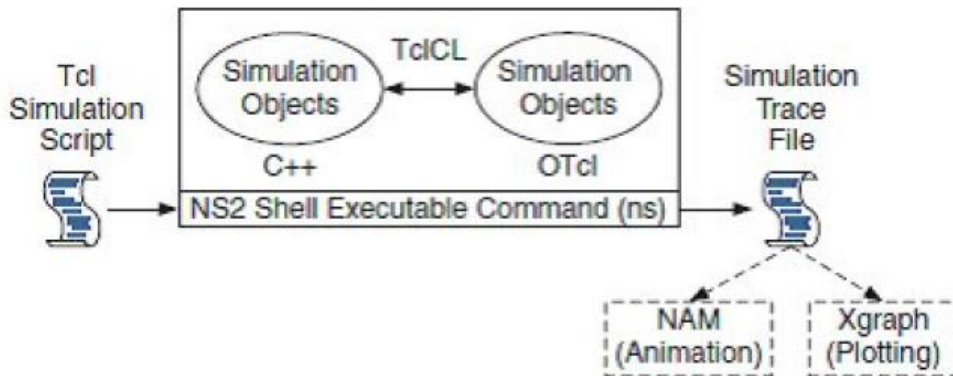 Tcl
Simulation
Script
TclCL
Simulation
Objects
C++
Simulation
Objects
OTcl
NS2 Shell Executable Command (ns)
Simulation
Trace
File
NAM
(Animation)
Xgraph
(Plotting)